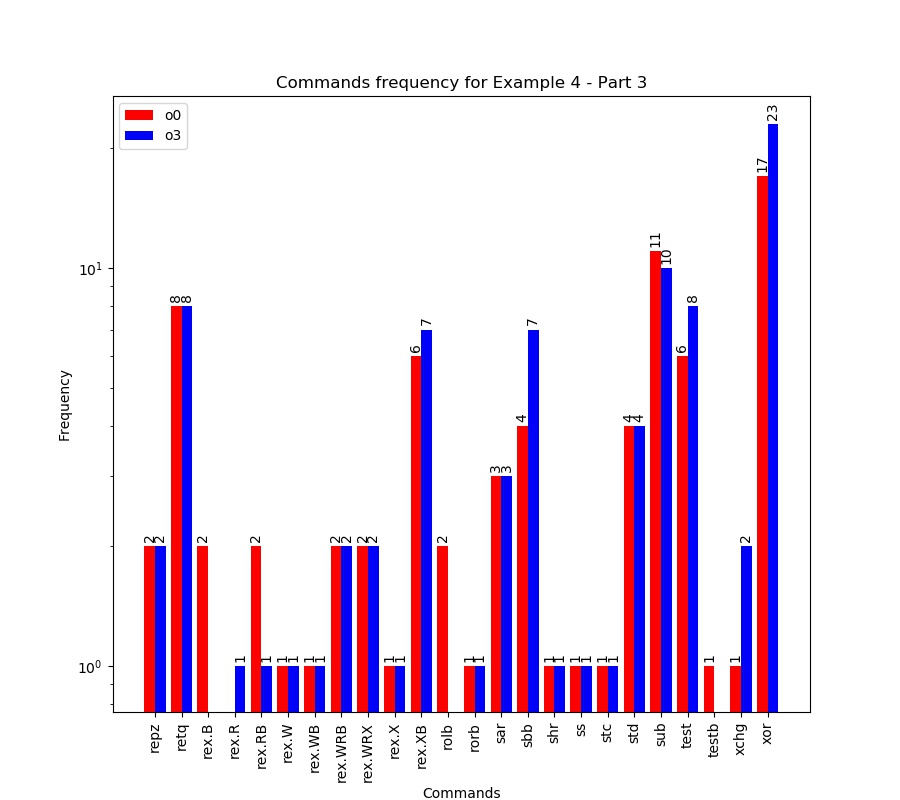 Commands frequency for Example 4 - Part 3
o0
o3
Frequency
10¹
10⁰
2 2 8 8 2 1 2 1 1 1 1 1 2 2 2 2 1 1 6 7 2 1 1 3 3 4 7 1 1 1 1 1 1 4 4 11 10 6 8 1 1 2 17 23
repz retq rex.B rex.R rex.RB rex.W rex.WB rex.WRB rex.WRX rex.X rex.XB rolb rorb sar sbb shr ss stc std sub test testb xchg xor
Commands